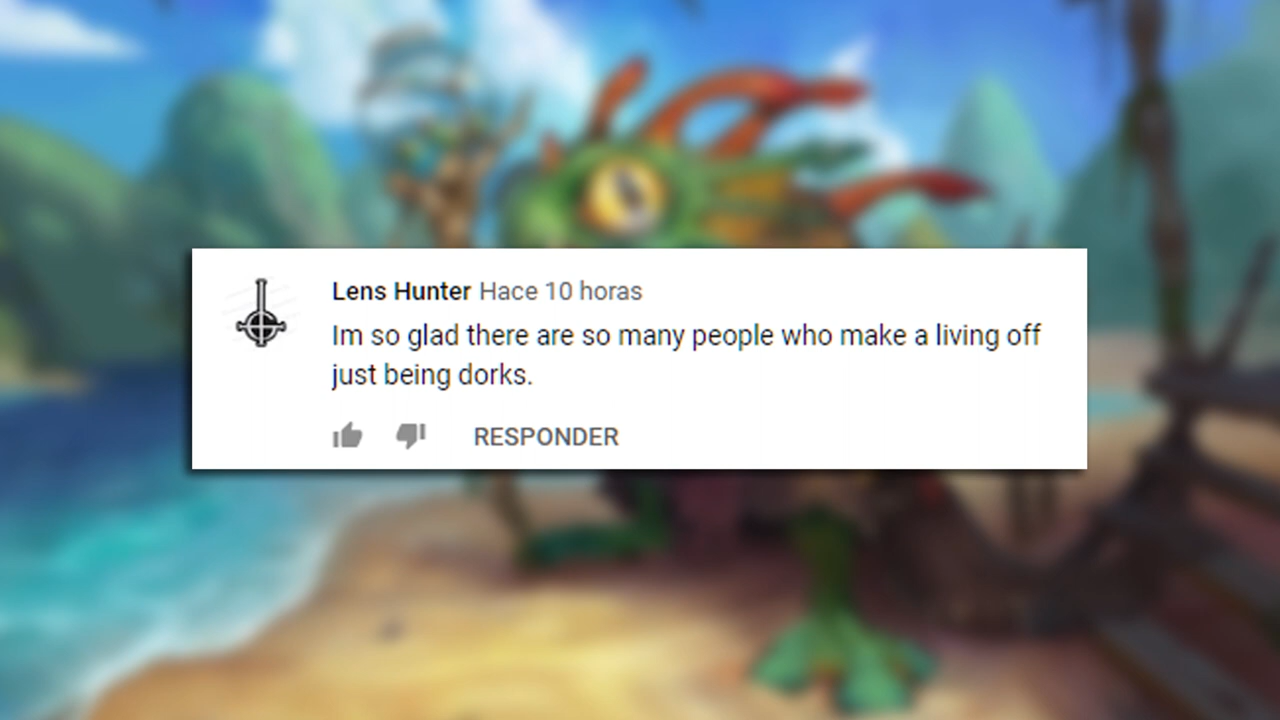 Lens Hunter Hace 10 horas
Im so glad there are so many people who make a living off
just being dorks.
RESPONDER